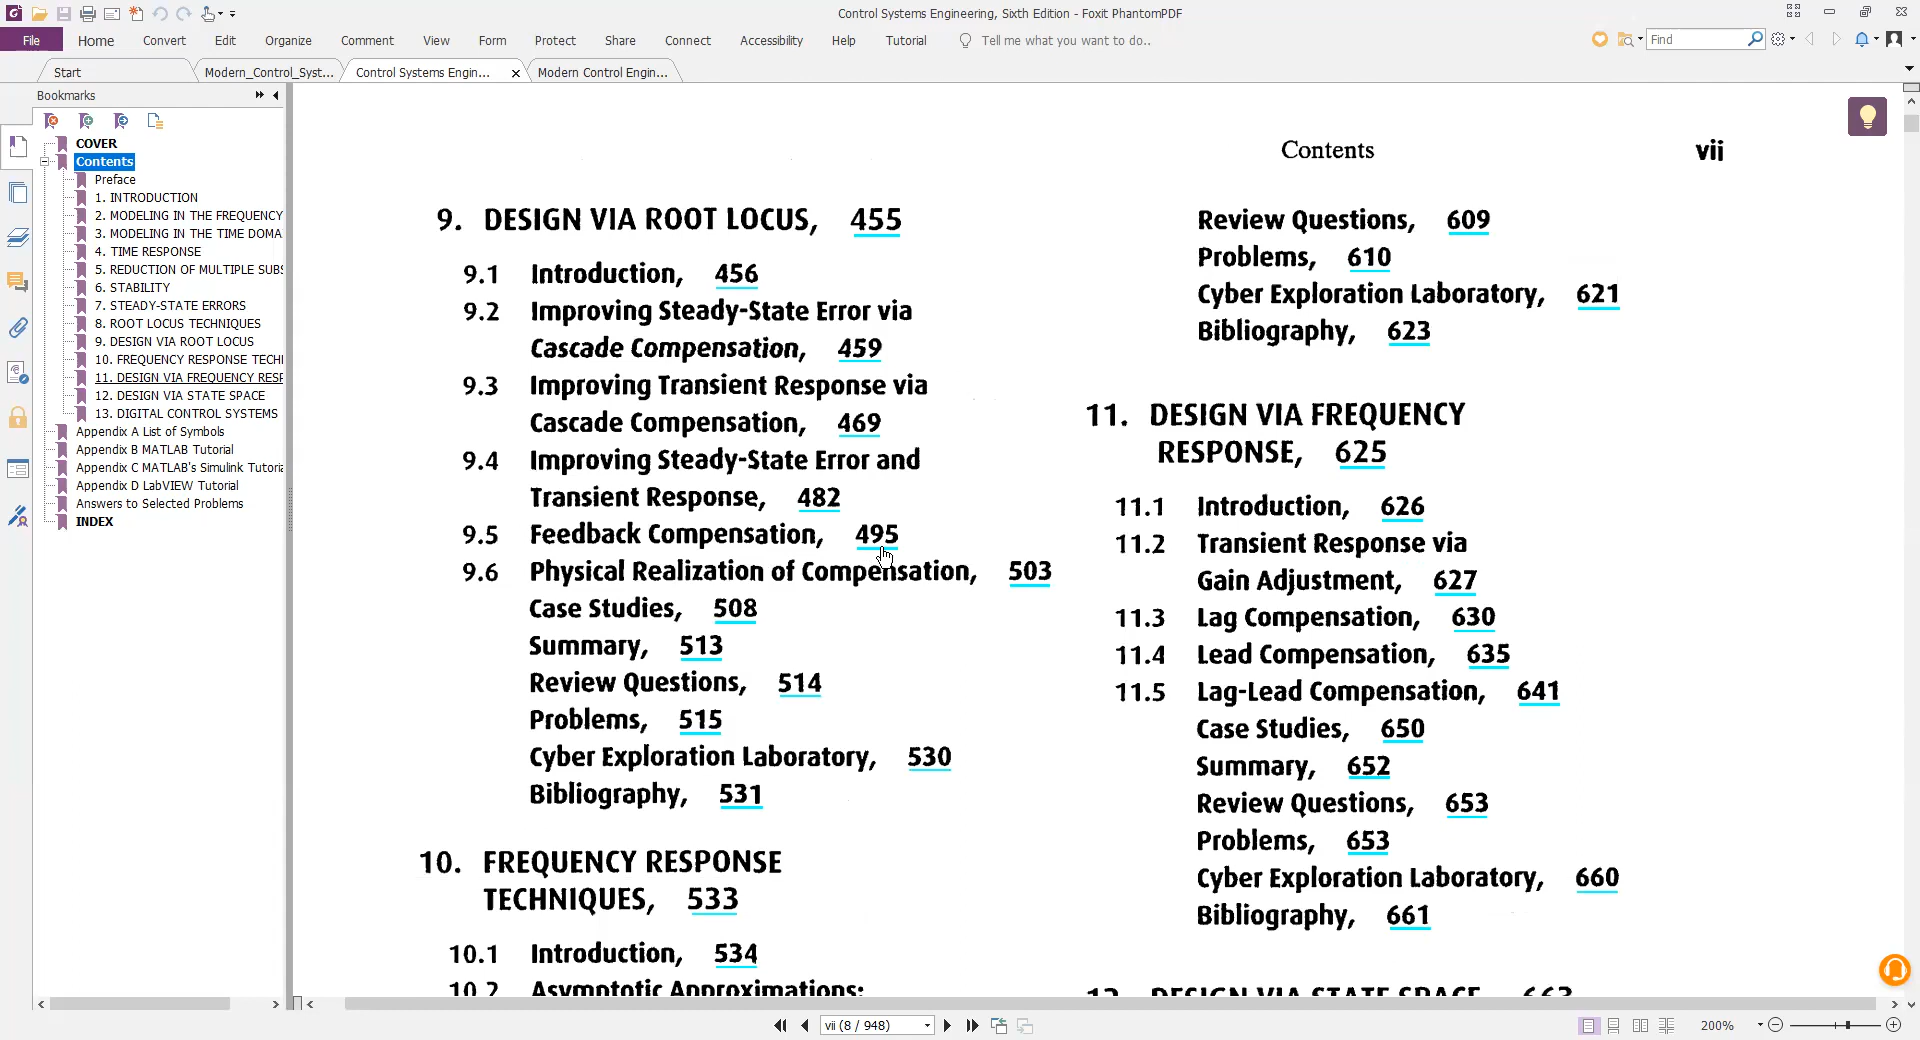 Control Systems Engineering, Sixth Edition - Foxit PhantomPDF
File Home Convert Edit Organize Comment View Form Protect Share Connect Accessibility Help Tutorial Tell me what you want to do.. Find
Start Modern_Control_Syst... Control Systems Engin... Modern Control Engin...
Bookmarks
COVER
Contents
Preface
1. INTRODUCTION
2. MODELING IN THE FREQUENCY
3. MODELING IN THE TIME DOMA
4. TIME RESPONSE
5. REDUCTION OF MULTIPLE SUBS
6. STABILITY
7. STEADY-STATE ERRORS
8. ROOT LOCUS TECHNIQUES
9. DESIGN VIA ROOT LOCUS
10. FREQUENCY RESPONSE TECHI
11. DESIGN VIA FREQUENCY RESP
12. DESIGN VIA STATE SPACE
13. DIGITAL CONTROL SYSTEMS
Appendix A List of Symbols
Appendix B MATLAB Tutorial
Appendix C MATLAB's Simulink Tutoria
Appendix D LabVIEW Tutorial
Answers to Selected Problems
INDEX
Contents vii
9. DESIGN VIA ROOT LOCUS, 455
9.1 Introduction, 456
9.2 Improving Steady-State Error via
Cascade Compensation, 459
9.3 Improving Transient Response via
Cascade Compensation, 469
9.4 Improving Steady-State Error and
Transient Response, 482
9.5 Feedback Compensation, 495
9.6 Physical Realization of Compensation, 503
Case Studies, 508
Summary, 513
Review Questions, 514
Problems, 515
Cyber Exploration Laboratory, 530
Bibliography, 531
10. FREQUENCY RESPONSE
TECHNIQUES, 533
10.1 Introduction, 534
10.2 Asymptotic Approximations:
Review Questions, 609
Problems, 610
Cyber Exploration Laboratory, 621
Bibliography, 623
11. DESIGN VIA FREQUENCY
RESPONSE, 625
11.1 Introduction, 626
11.2 Transient Response via
Gain Adjustment, 627
11.3 Lag Compensation, 630
11.4 Lead Compensation, 635
11.5 Lag-Lead Compensation, 641
Case Studies, 650
Summary, 652
Review Questions, 653
Problems, 653
Cyber Exploration Laboratory, 660
Bibliography, 661
12. DESIGN VIA STATE SPACE, 663
vii (8 / 948)
200%